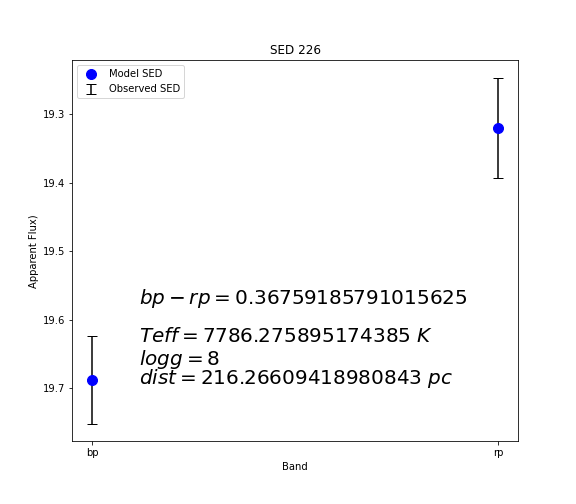 SED 226
Model SED
Observed SED
19.3
19.4
19.5
19.6
19.7
Apparent Flux)
bp − rp = 0.36759185791015625
Teff = 7786.275895174385 K
logg = 8
dist = 216.26609418980843 pc
bp
rp
Band